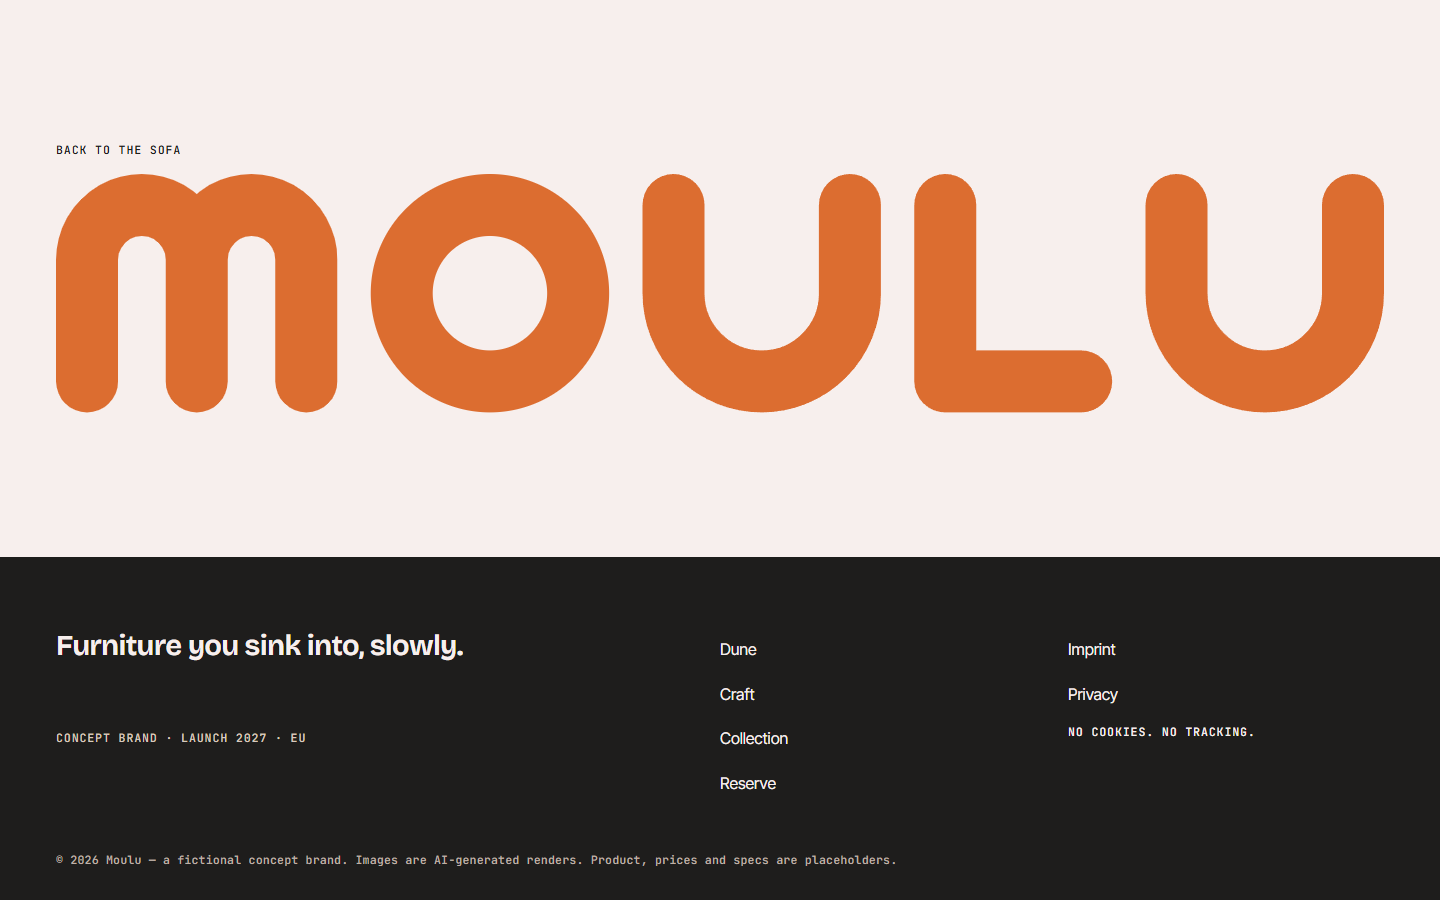 BACK TO THE SOFA
MOULU
Furniture you sink into, slowly.
CONCEPT BRAND · LAUNCH 2027 · EU
Dune
Craft
Collection
Reserve
Imprint
Privacy
NO COOKIES. NO TRACKING.
© 2026 Moulu — a fictional concept brand. Images are AI-generated renders. Product, prices and specs are placeholders.